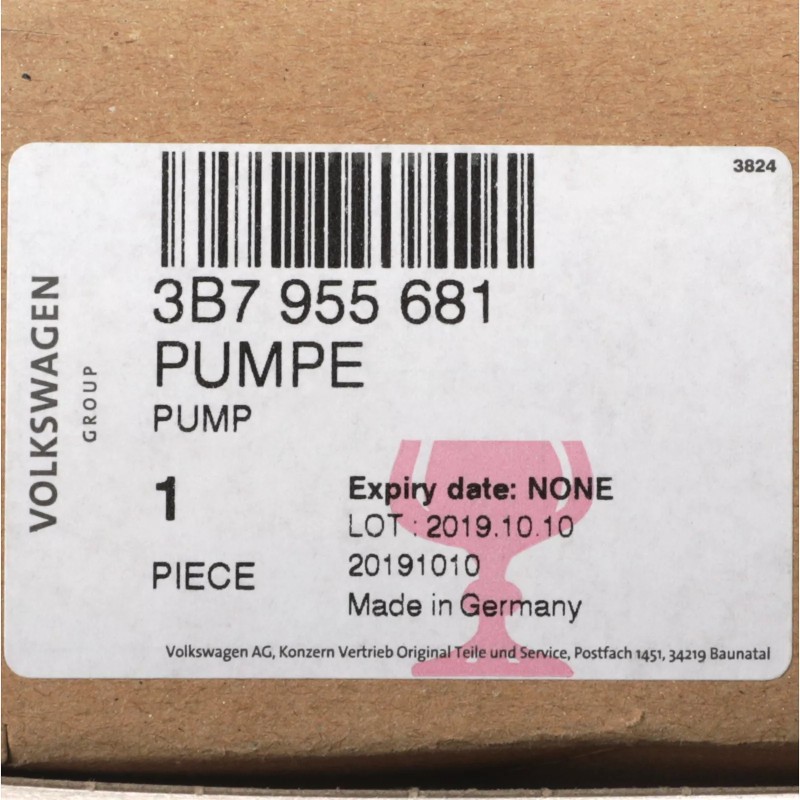 3824
3B7 955 681
PUMPE
PUMP
1
PIECE
Expiry date: NONE
LOT : 2019.10.10
20191010
Made in Germany
Volkswagen AG, Konzern Vertrieb Original Teile und Service, Postfach 1451, 34219 Baunatal
VOLKSWAGEN
GROUP